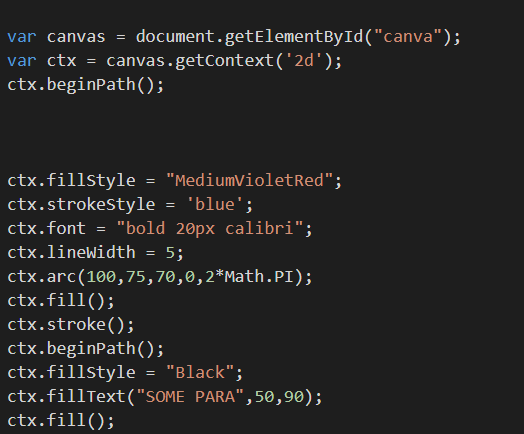 var canvas = document.getElementById("canva");
var ctx = canvas.getContext('2d');
ctx.beginPath();
ctx.fillStyle = "MediumVioletRed";
ctx.strokeStyle = 'blue';
ctx.font = "bold 20px calibri";
ctx.lineWidth = 5;
ctx.arc(100,75,70,0,2*Math.PI);
ctx.fill();
ctx.stroke();
ctx.beginPath();
ctx.fillStyle = "Black";
ctx.fillText("SOME PARA",50,90);
ctx.fill();